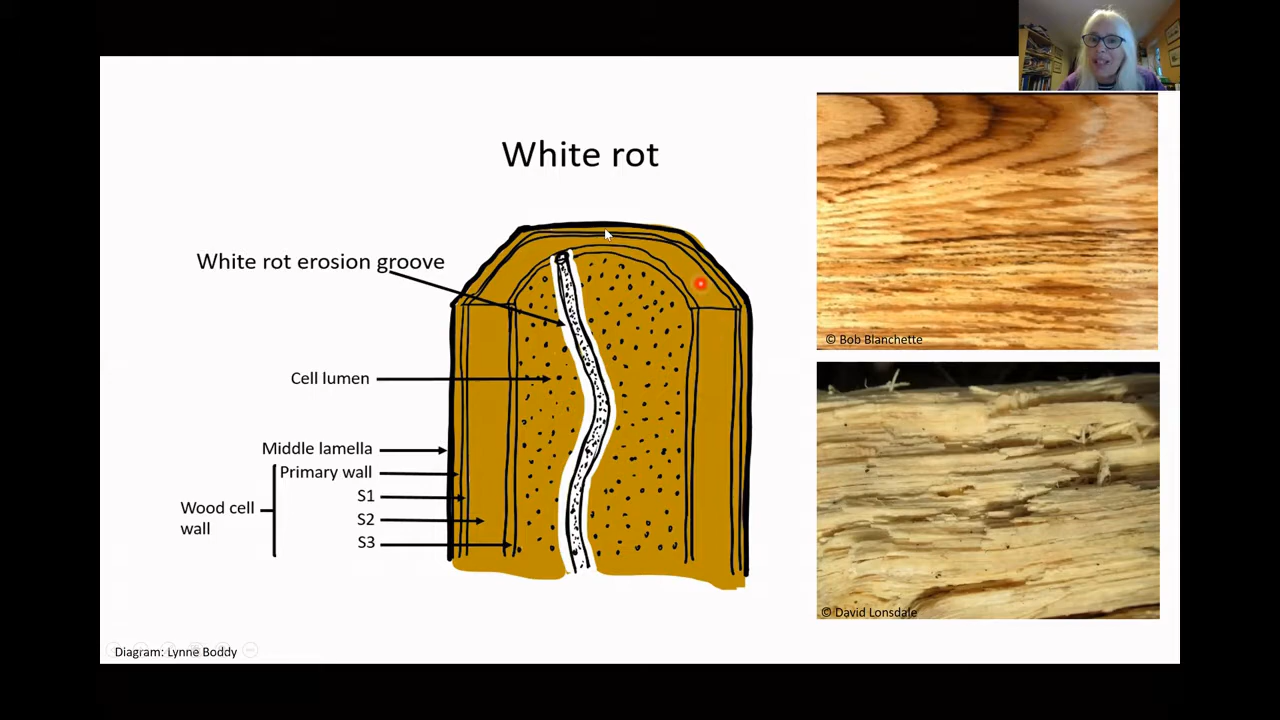 White rot
White rot erosion groove
Cell lumen
Middle lamella
Primary wall
S1
Wood cell
wall
S2
S3
© Bob Blanchette
© David Lonsdale
Diagram: Lynne Boddy